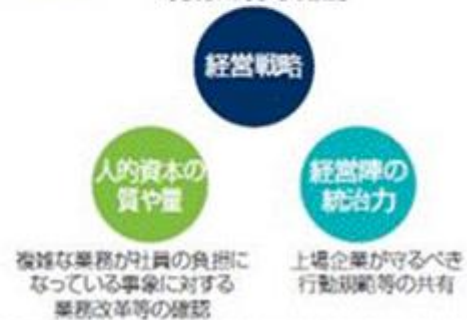 経営戦略
人的資本の
質や量
経営陣の
統治力
複雑な業務が社員の負担に
なっている事象に対する
業務改革等の確認
上場企業が守るべき
行動規範等の共有